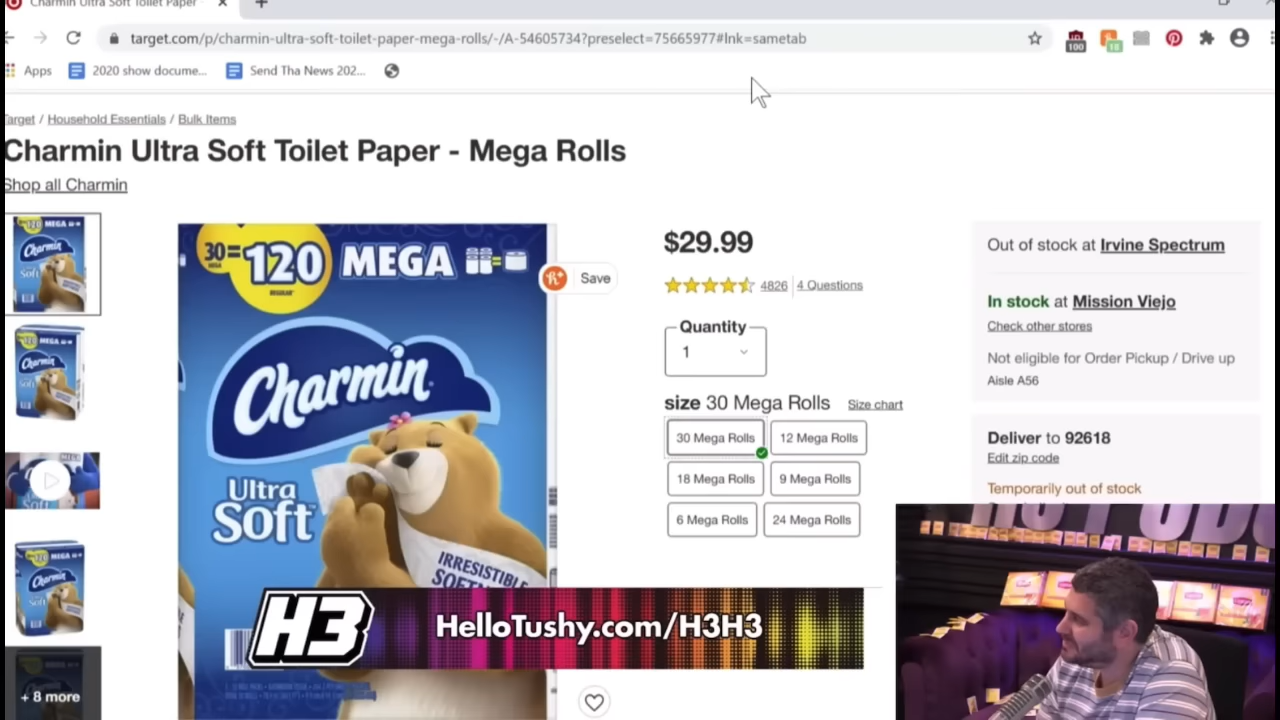 Charmin Ultra Soft Toilet Paper
target.com/p/charmin-ultra-soft-toilet-paper-mega-rolls/-/A-54605734?preselect=75665977#lnk=sametab
100
18
Apps
2020 show docume...
Send Tha News 202...
Target / Household Essentials / Bulk Items
Charmin Ultra Soft Toilet Paper - Mega Rolls
Shop all Charmin
30=120 MEGA
MEGA
REGULAR
Charmin
Ultra
Soft
IRRESISTIBLE
Save
+ 8 more
$29.99
4826
4 Questions
Quantity
1
size 30 Mega Rolls
Size chart
30 Mega Rolls
12 Mega Rolls
18 Mega Rolls
9 Mega Rolls
6 Mega Rolls
24 Mega Rolls
Out of stock at Irvine Spectrum
In stock at Mission Viejo
Check other stores
Not eligible for Order Pickup / Drive up
Aisle A56
Deliver to 92618
Edit zip code
Temporarily out of stock
H3
HelloTushy.com/H3H3